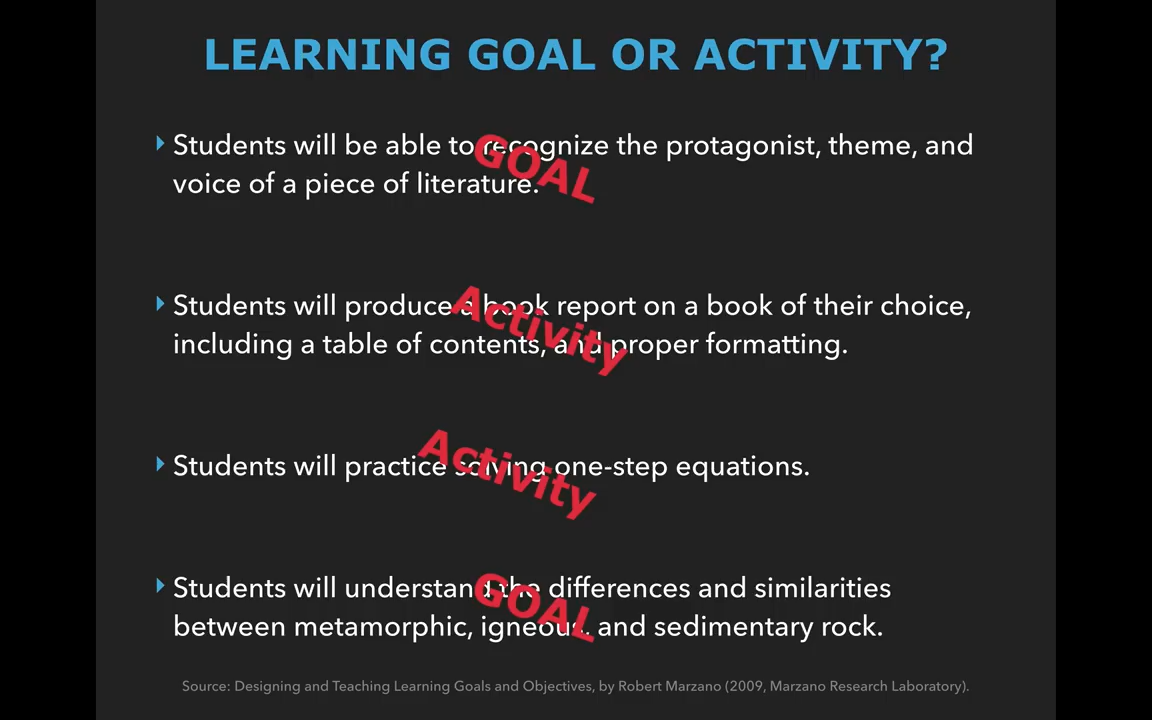 LEARNING GOAL OR ACTIVITY?
Students will be able to recognize the protagonist, theme, and
voice of a piece of literature.
GOAL
Students will produce a book report on a book of their choice,
including a table of contents, and proper formatting.
Activity
Students will practice solving one-step equations.
Activity
Students will understand the differences and similarities
between metamorphic, igneous, and sedimentary rock.
GOAL
Source: Designing and Teaching Learning Goals and Objectives, by Robert Marzano (2009, Marzano Research Laboratory).